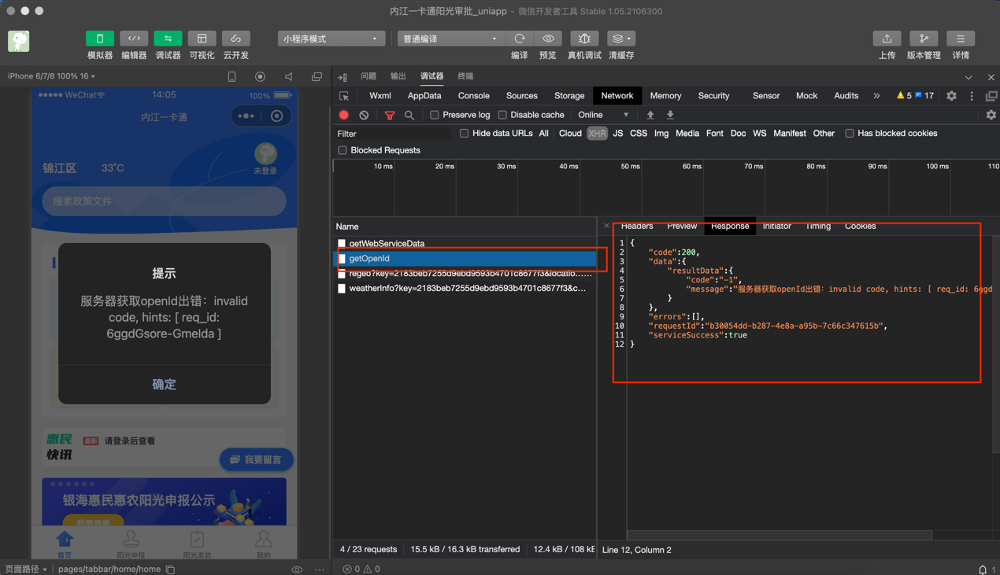 内江一卡通阳光审批_uniapp - 微信开发者工具 Stable 1.05.2106300
模拟器
编辑器
调试器
可视化
云开发
小程序模式
普通编译
编译
预览
真机调试
清缓存
上传
版本管理
详情
iPhone 6/7/8 100% 16
WeChat
14:05
100%
内江一卡通
锦江区
33°C
未登录
搜索政策文件
提示
服务器获取openId出错：invalid
code, hints: [ req_id:
6ggdGsore-Gmelda ]
确定
惠民
快讯
最新
请登录后查看
我要留言
银海惠民惠农阳光申报公示
我要查看
首页
阳光申报
阳光发放
我的
页面路径
pages/tabbar/home/home
问题
输出
调试器
终端
Wxml
AppData
Console
Sources
Storage
Network
Memory
Security
Sensor
Mock
Audits
5
17
Preserve log
Disable cache
Online
Filter
Hide data URLs
All
Cloud
XHR
JS
CSS
Img
Media
Font
Doc
WS
Manifest
Other
Has blocked cookies
Blocked Requests
10 ms
20 ms
30 ms
40 ms
50 ms
60 ms
70 ms
80 ms
90 ms
100 ms
110
Name
getWebServiceData
getOpenId
regeo?key=2183beb7255d9ebd9593b4701c8677f3&locatio……
weatherInfo?key=2183beb7255d9ebd9593b4701c8677f3&c...
Headers
Preview
Response
Initiator
Timing
Cookies
1 {
2 "code":200,
3 "data":{
4 "resultData":{
5 "code":"-1",
6 "message":"服务器获取openId出错：invalid code, hints: [ req_id: 6ggd
7 }
8 },
9 "errors":[],
10 "requestId":"b30054dd-b287-4e8a-a95b-7c66c347615b",
11 "serviceSuccess":true
12 }
4 / 23 requests
15.5 kB / 16.3 kB transferred
12.4 kB / 108 kE
Line 12, Column 2
0
0
1